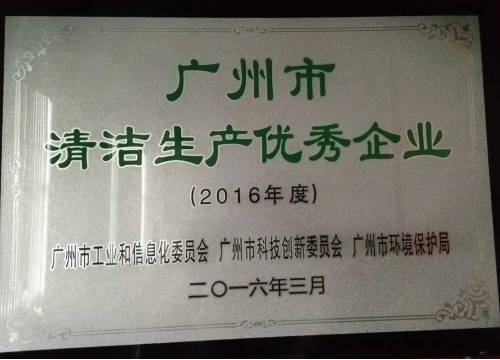 广州市
清洁生产优秀企业
(2016年度)
广州市工业和信息化委员会 广州市科技创新委员会 广州市环境保护局
二〇一六年三月